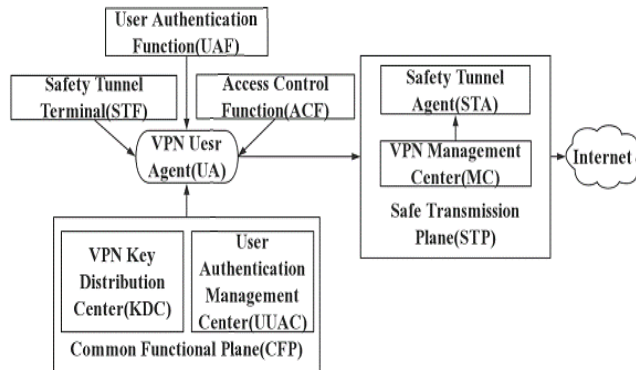 User Authentication
Function(UAF)
Safety Tunnel
Terminal(STF)
Access Control
Function(ACF)
VPN Uesr
Agent(UA)
Safety Tunnel
Agent(STA)
VPN Management
Center(MC)
Safe Transmission
Plane(STP)
Internet
VPN Key
Distribution
Center(KDC)
User
Authentication
Management
Center(UUAC)
Common Functional Plane(CFP)